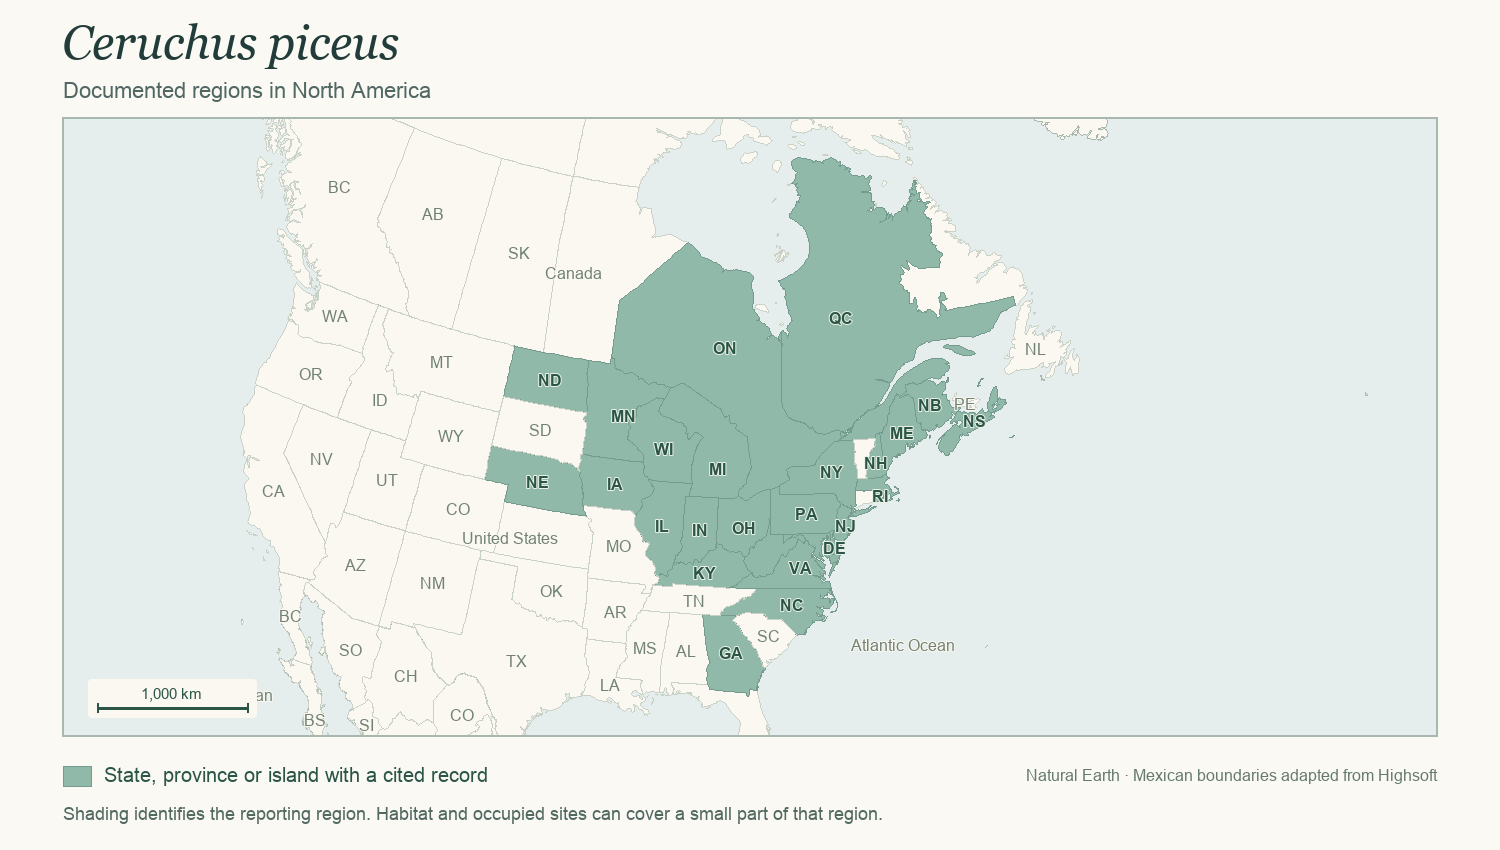 Ceruchus piceus
Documented regions in North America
BC
AB
SK
Canada
WA
OR
ID
MT
WY
NV
UT
CA
CO
United States
AZ
NM
ND
SD
NE
MN
IA
WI
MI
ON
QC
NL
NB
PE
NS
ME
NH
NY
RI
PA
NJ
DE
OH
IN
IL
MO
KY
VA
OK
AR
TN
NC
SC
GA
AL
MS
LA
TX
BC
SO
CH
CO
BS
SI
an
Atlantic Ocean
1,000 km
State, province or island with a cited record
Natural Earth · Mexican boundaries adapted from Highsoft
Shading identifies the reporting region. Habitat and occupied sites can cover a small part of that region.